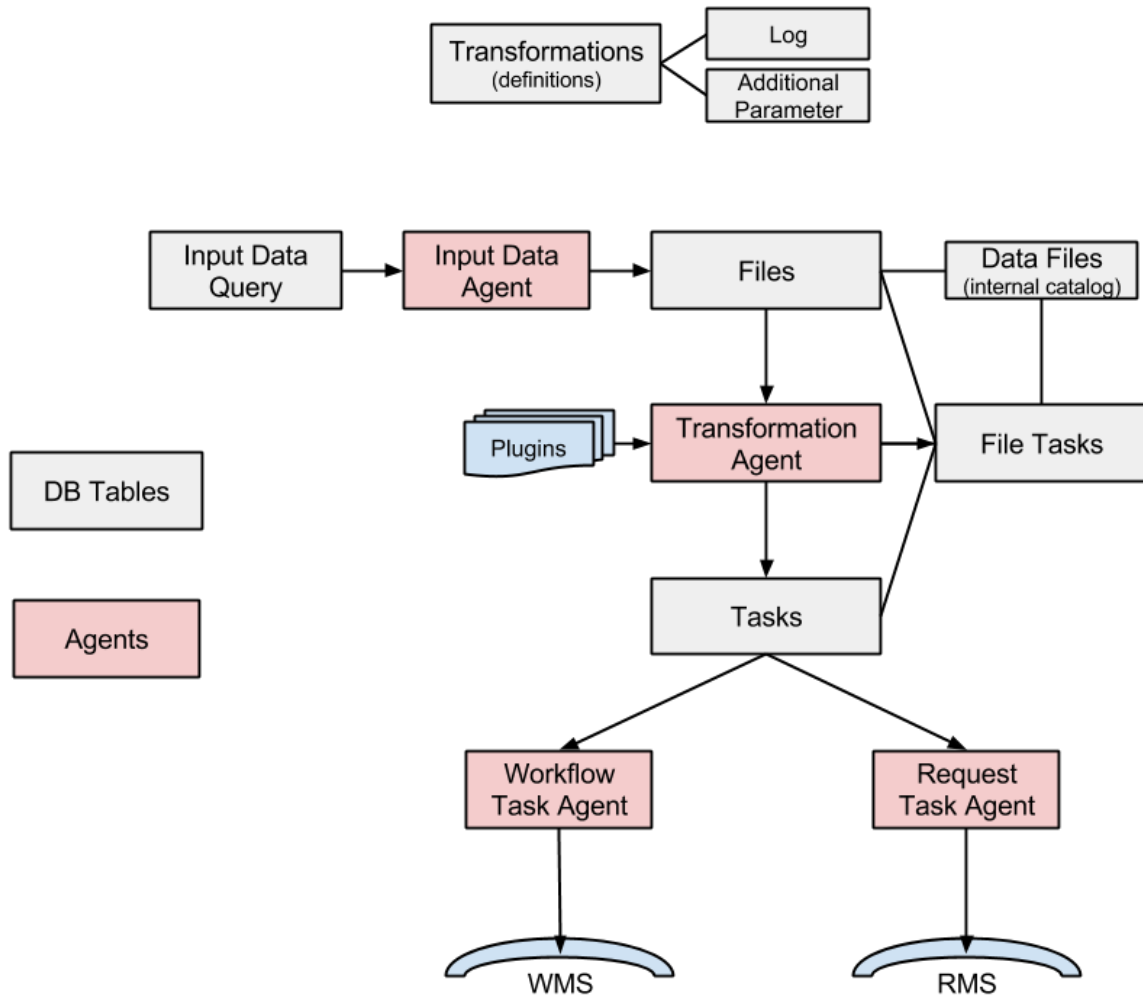 Transformations
(definitions)
Log
Additional
Parameter
Input Data
Query
Input Data
Agent
Files
Data Files
(internal catalog)
Plugins
Transformation
Agent
File Tasks
DB Tables
Tasks
Agents
Workflow
Task Agent
Request
Task Agent
WMS
RMS